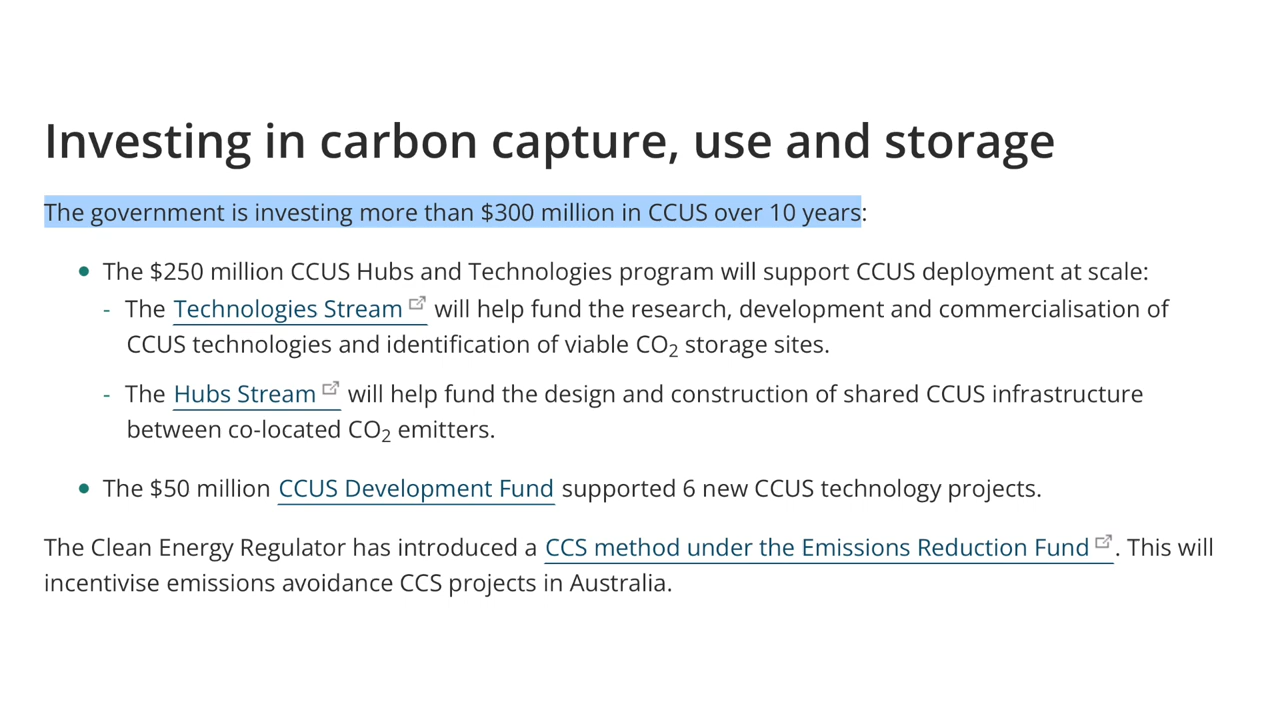 Investing in carbon capture, use and storage
The government is investing more than $300 million in CCUS over 10 years:
• The $250 million CCUS Hubs and Technologies program will support CCUS deployment at scale:
- The Technologies Stream will help fund the research, development and commercialisation of
CCUS technologies and identification of viable CO₂ storage sites.
- The Hubs Stream will help fund the design and construction of shared CCUS infrastructure
between co-located CO₂ emitters.
• The $50 million CCUS Development Fund supported 6 new CCUS technology projects.
The Clean Energy Regulator has introduced a CCS method under the Emissions Reduction Fund. This will
incentivise emissions avoidance CCS projects in Australia.